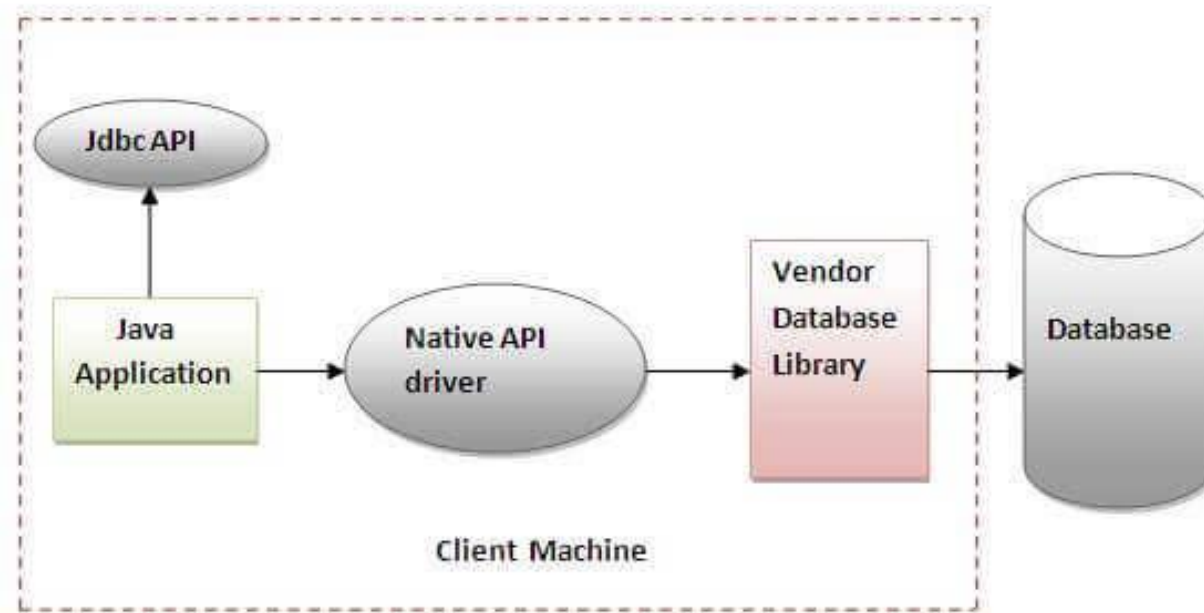 Jdbc API
Java
Application
Native API
driver
Vendor
Database
Library
Database
Client Machine